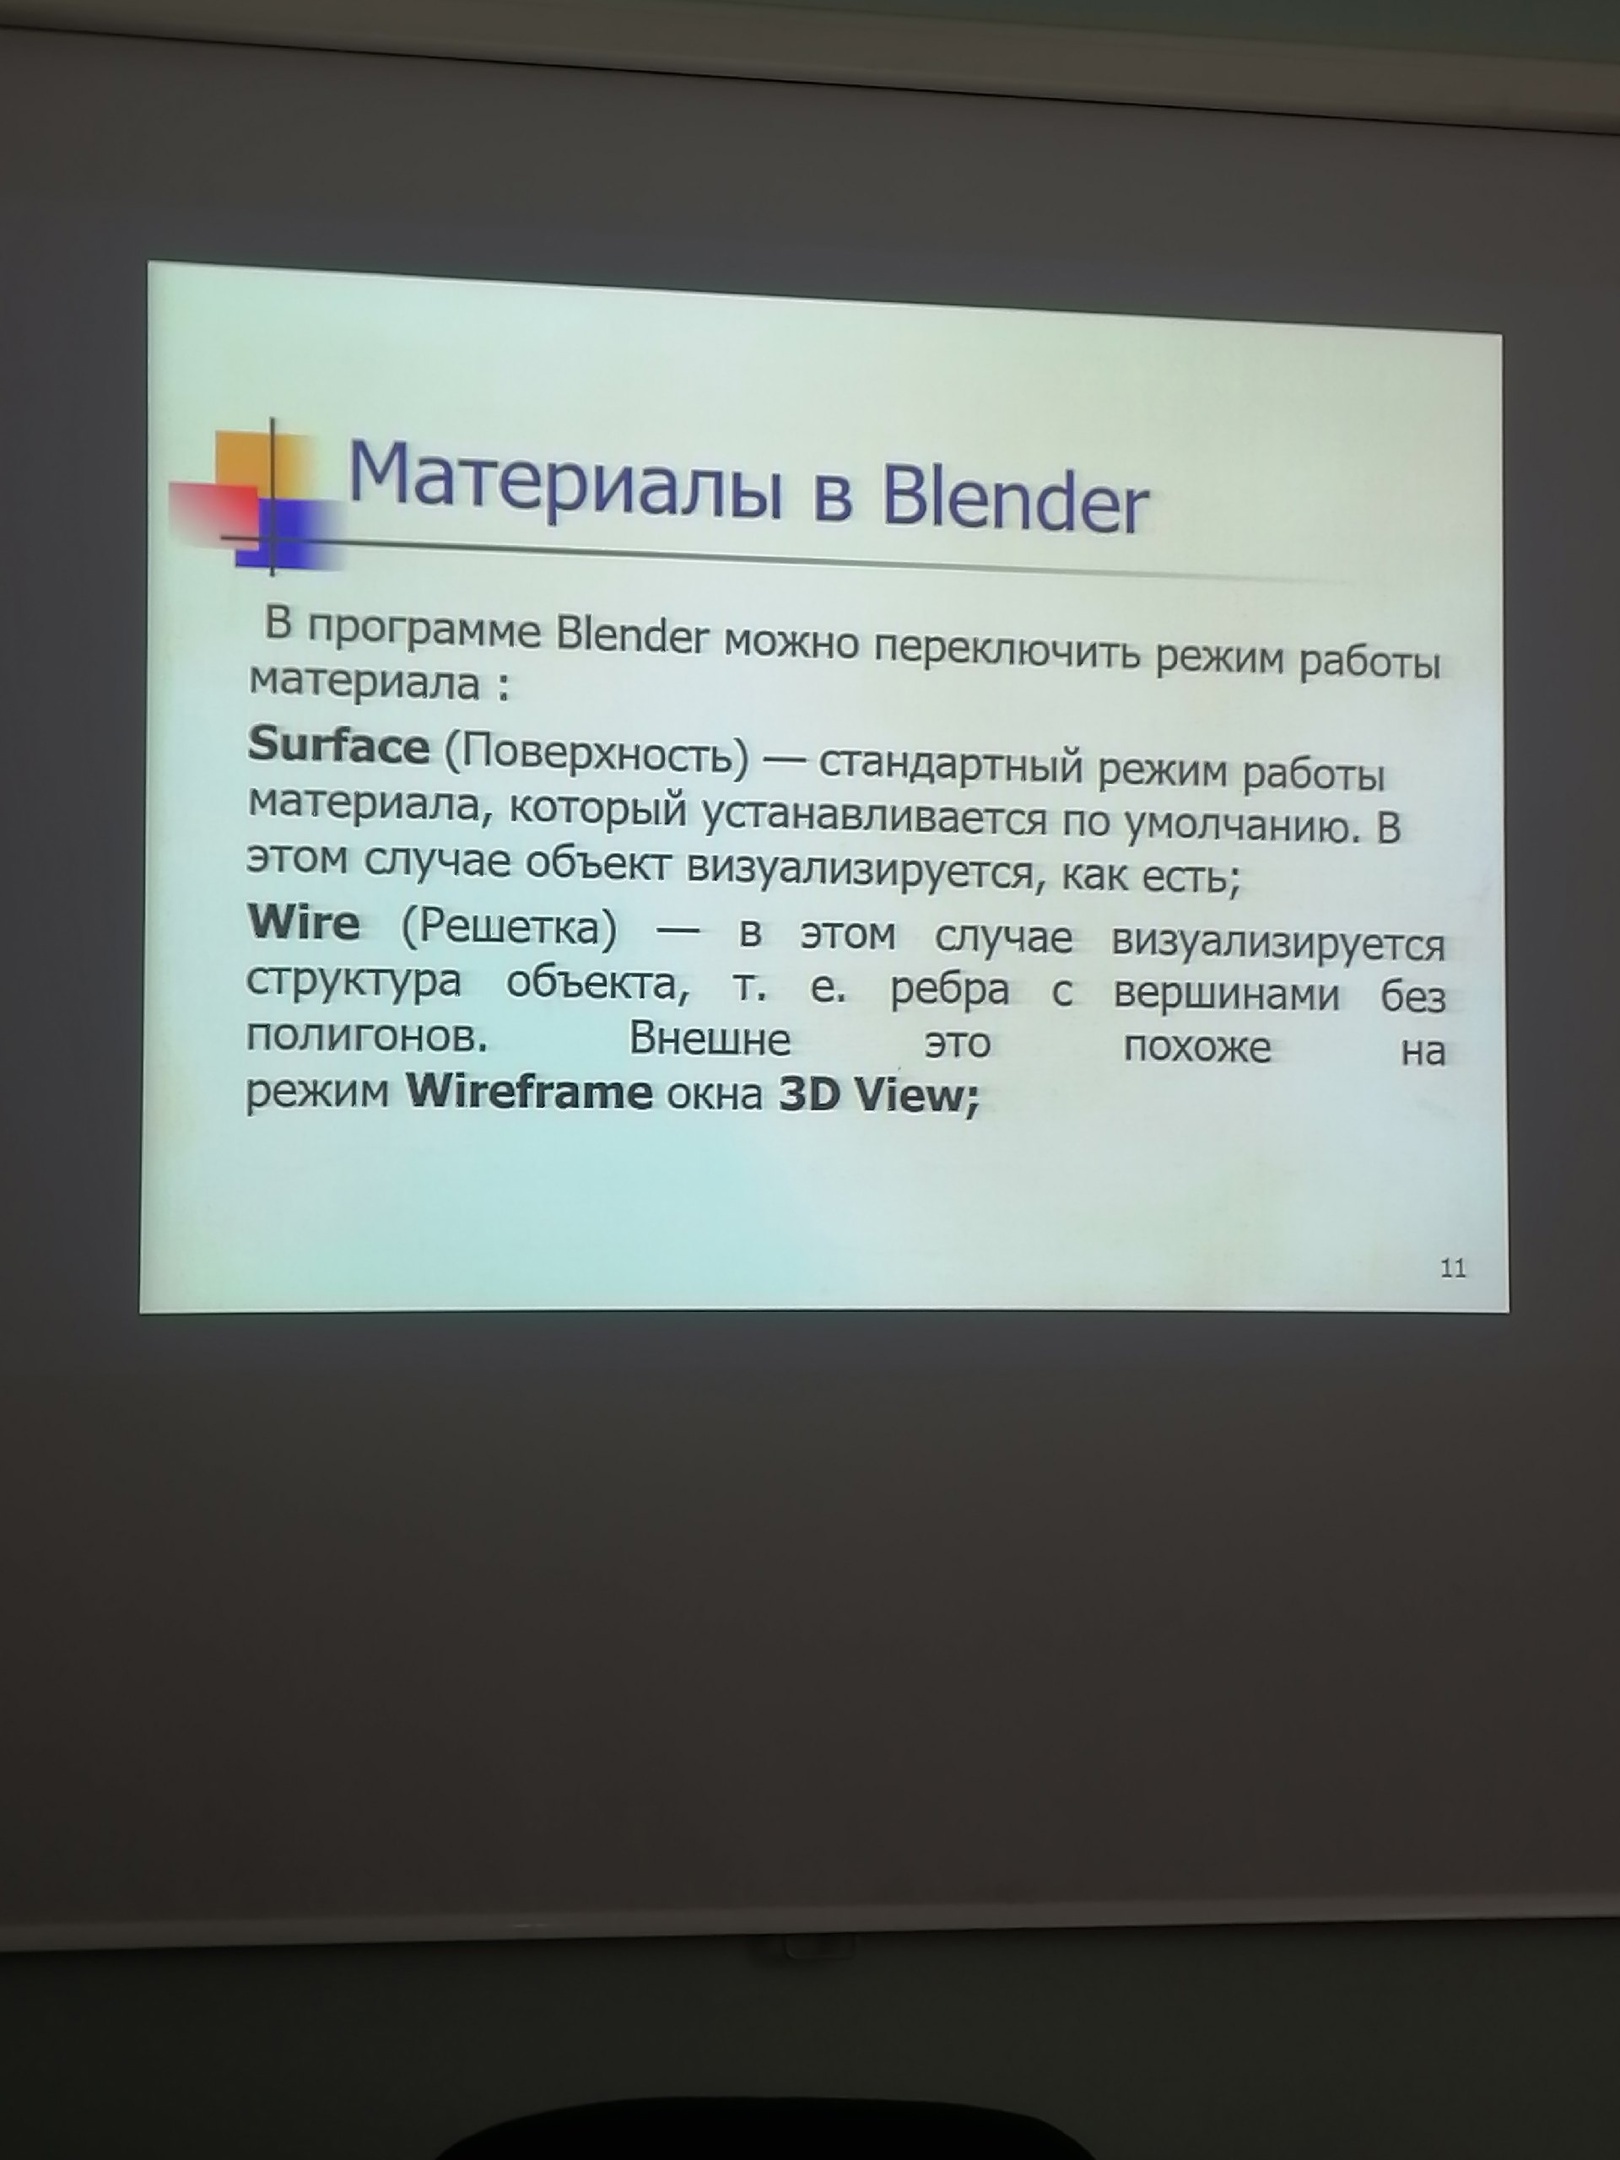 Материалы в Blender
В программе Blender можно переключить режим работы
материала :
Surface (Поверхность) — стандартный режим работы
материала, который устанавливается по умолчанию. В
этом случае объект визуализируется, как есть;
Wire (Решетка) — в этом случае визуализируется
структура объекта, т. е. ребра с вершинами без
полигонов. Внешне это похоже на
режим Wireframe окна 3D View;
11